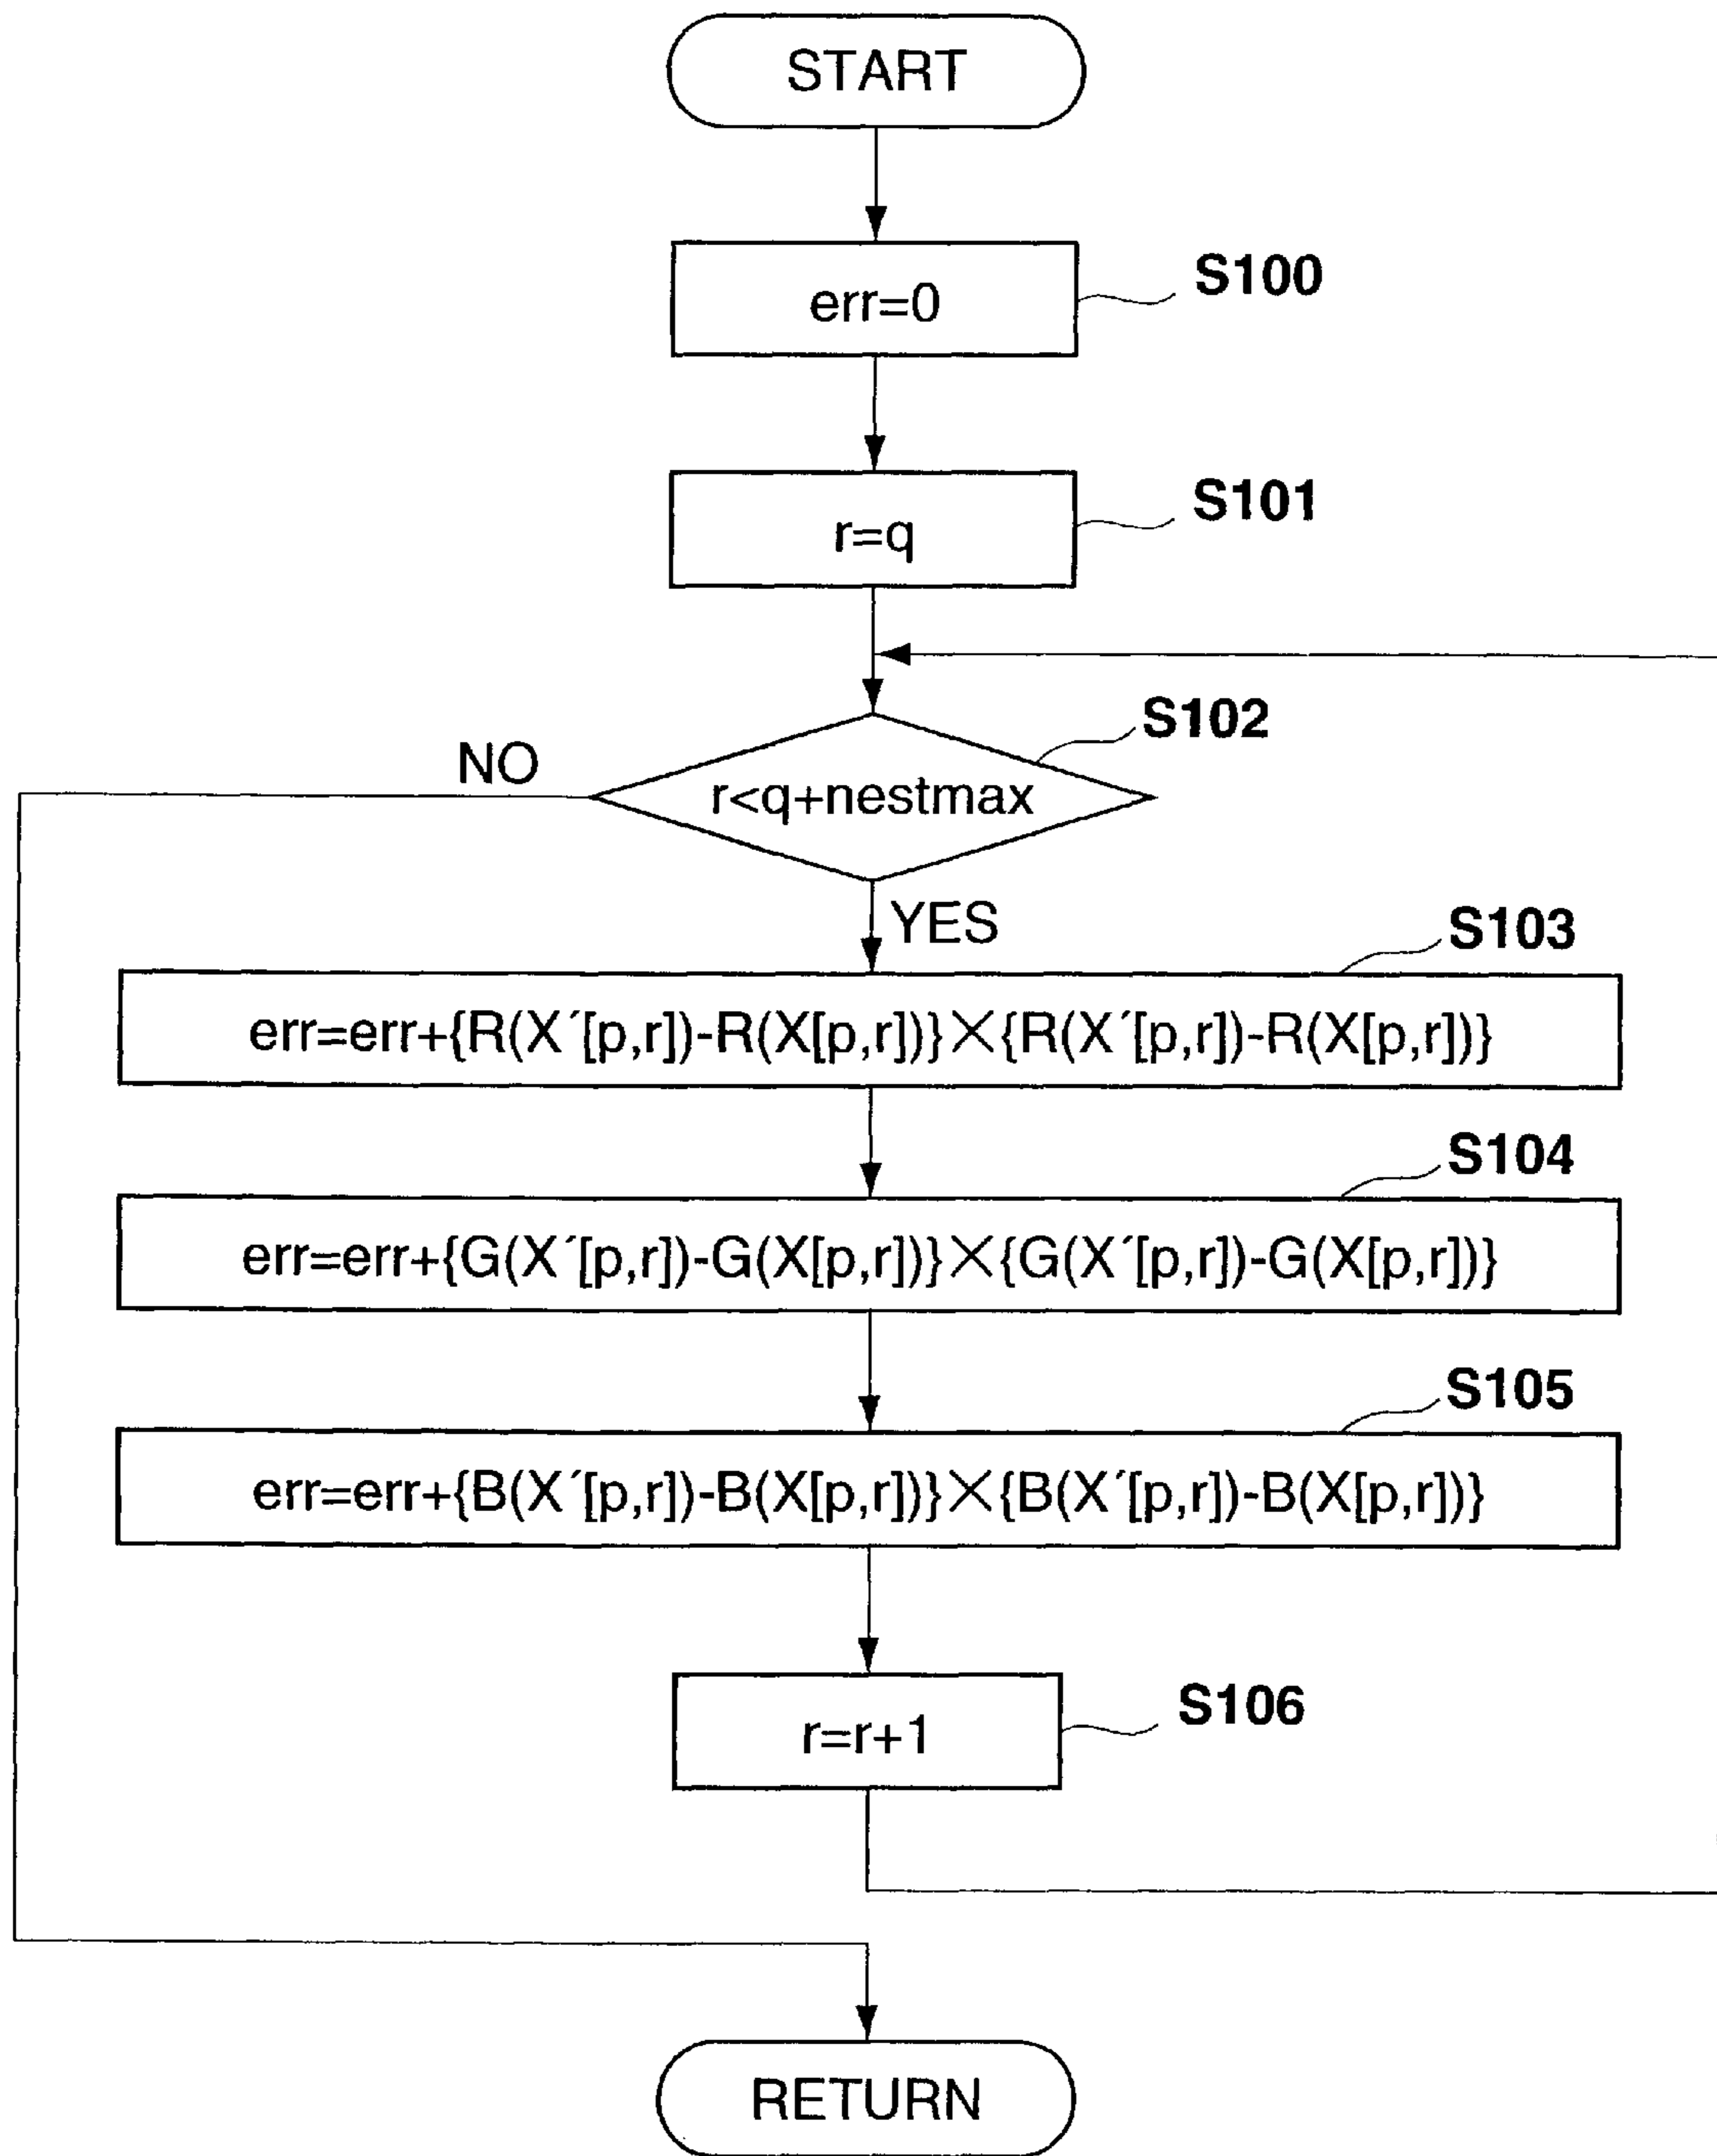 START
err=0
S100
r=q
S101
S102
NO
r<q+nestmax
YES
S103
err=err+{R(X´[p,r])-R(X[p,r])}×{R(X´[p,r])-R(X[p,r])}
S104
err=err+{G(X´[p,r])-G(X[p,r])}×{G(X´[p,r])-G(X[p,r])}
S105
err=err+{B(X´[p,r])-B(X[p,r])}×{B(X´[p,r])-B(X[p,r])}
r=r+1
S106
RETURN